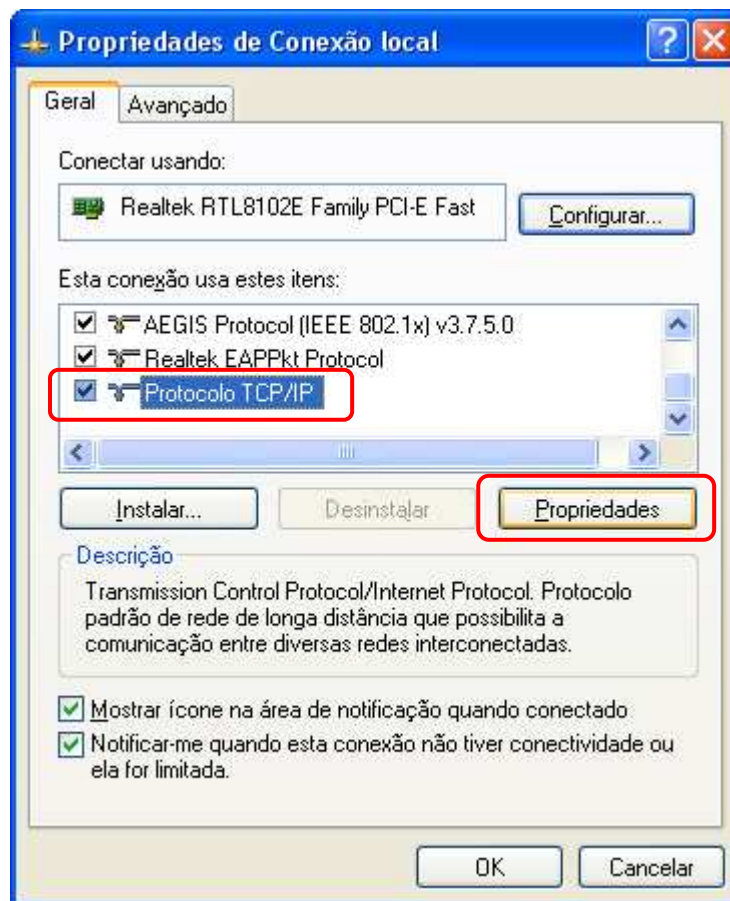 Propriedades de Conexão local
Geral
Avançado
Conectar usando:
Realtek RTL8102E Family PCI-E Fast
Configurar...
Esta conexão usa estes itens:
AEGIS Protocol (IEEE 802.1x) v3.7.5.0
Realtek EAPPkt Protocol
Protocolo TCP/IP
Instalar...
Desinstalar
Propriedades
Descrição
Transmission Control Protocol/Internet Protocol. Protocolo
padrão de rede de longa distância que possibilita a
comunicação entre diversas redes interconectadas.
Mostrar ícone na área de notificação quando conectado
Notificar-me quando esta conexão não tiver conectividade ou
ela for limitada.
OK
Cancelar